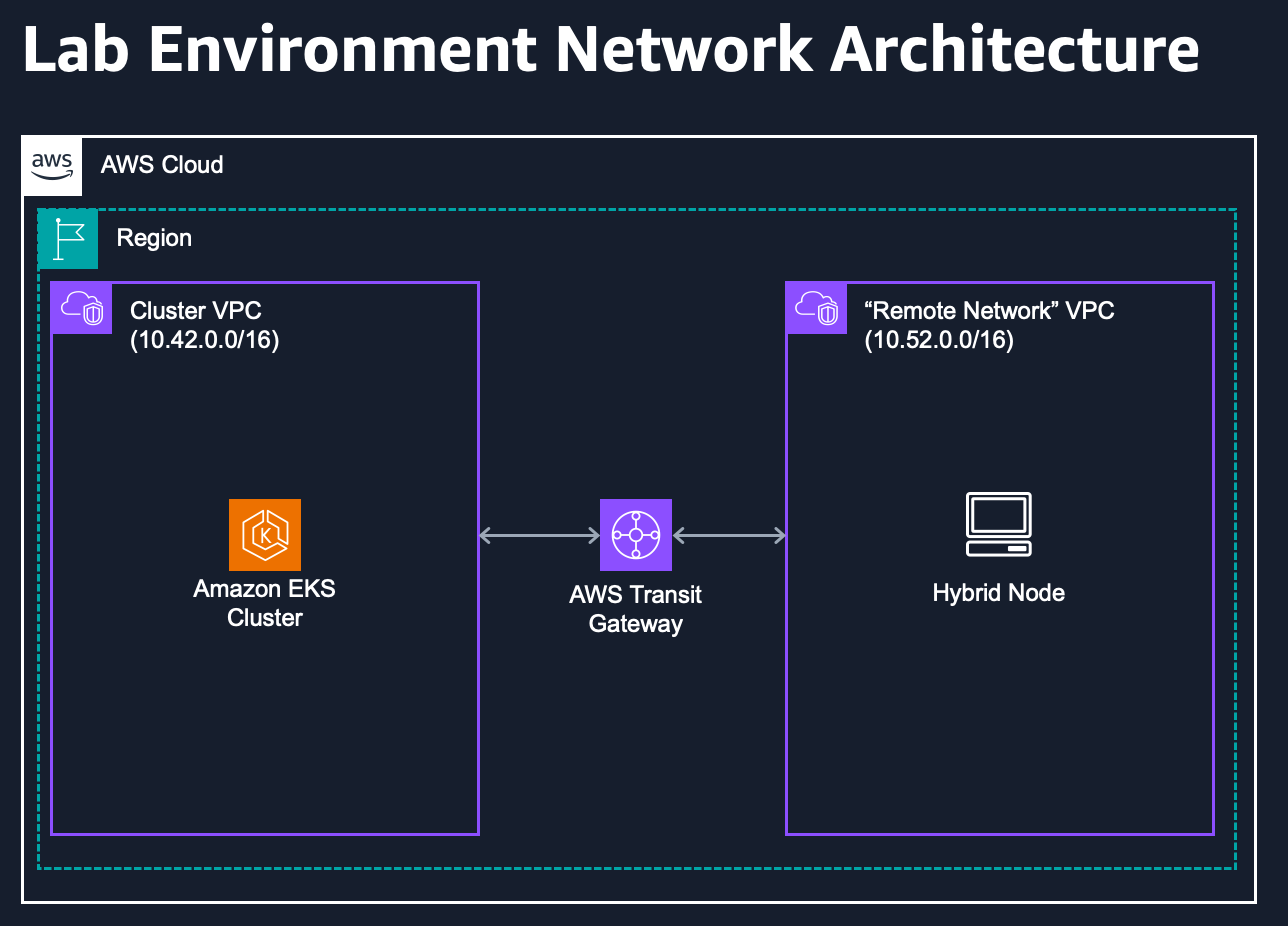 Lab Environment Network Architecture
aws
AWS Cloud
Region
Cluster VPC
(10.42.0.0/16)
“Remote Network” VPC
(10.52.0.0/16)
K
Amazon EKS
Cluster
AWS Transit
Gateway
Hybrid Node